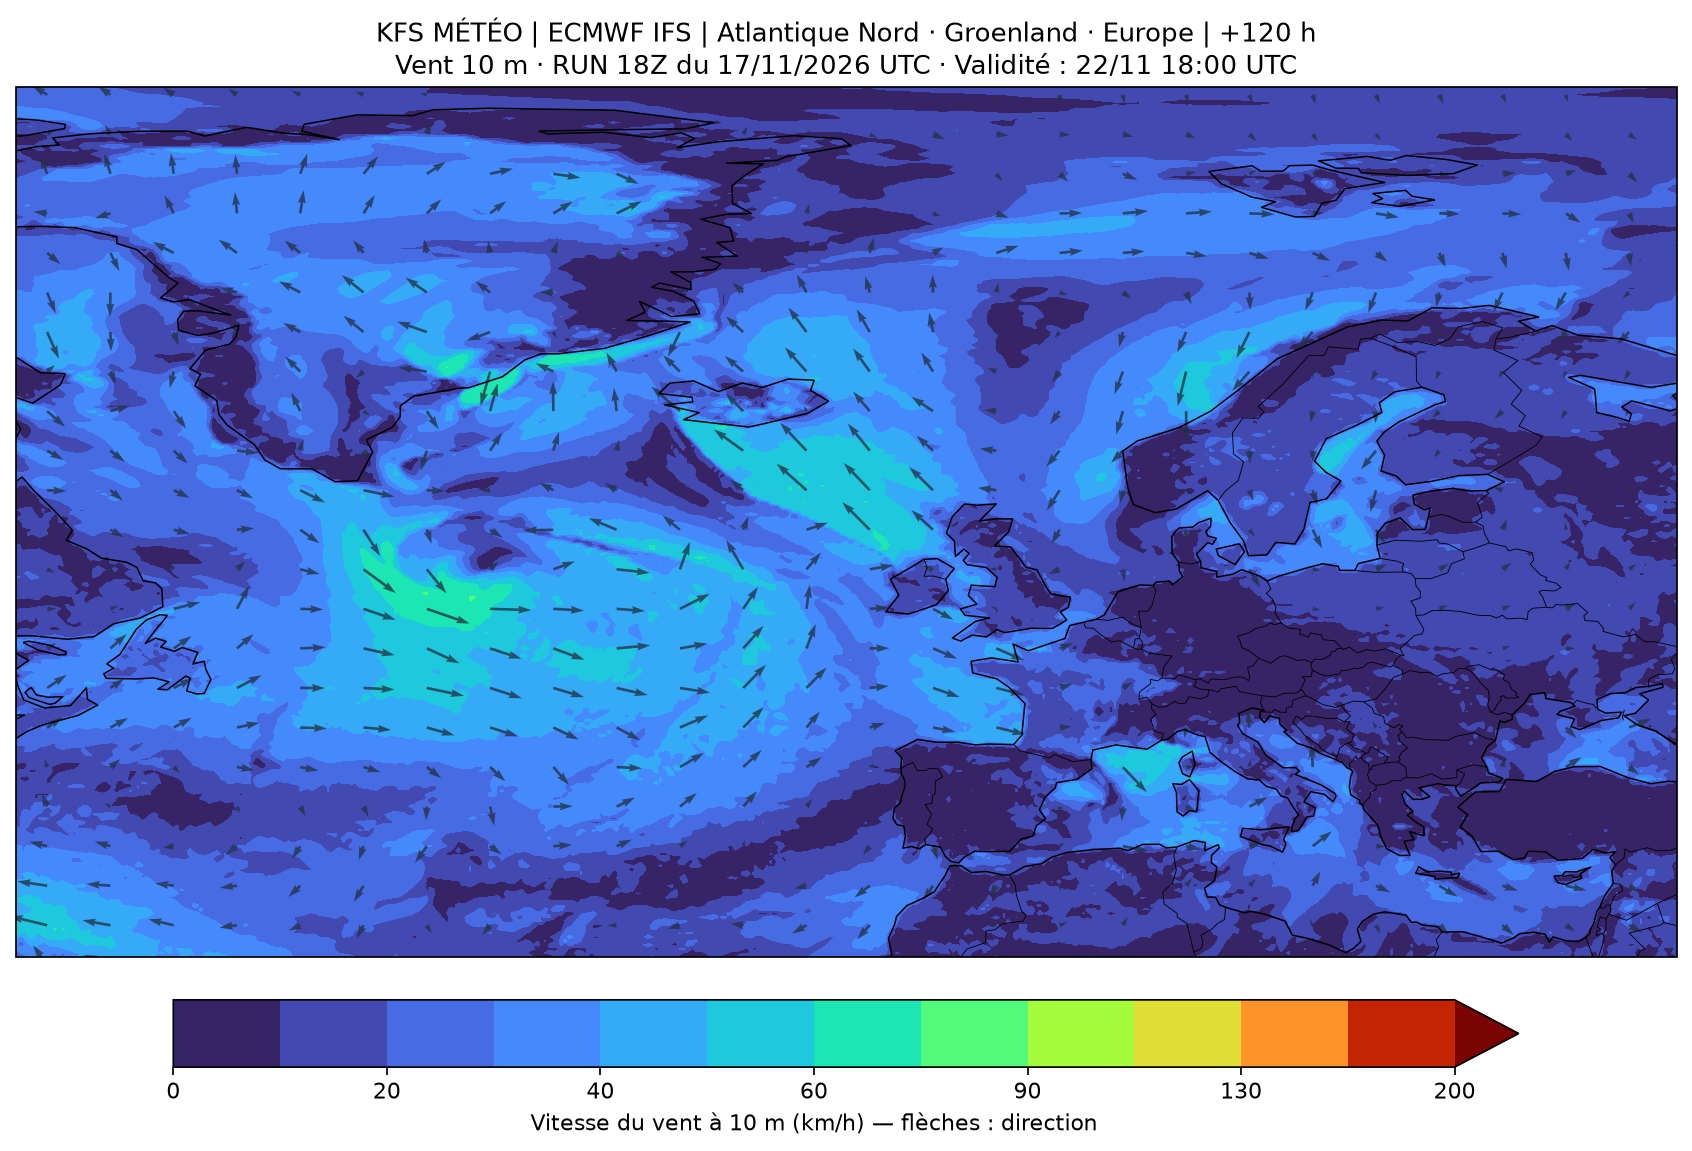 KFS MÉTÉO | ECMWF IFS | Atlantique Nord · Groenland · Europe | +120 h
Vent 10 m · RUN 18Z du 17/11/2026 UTC · Validité : 22/11 18:00 UTC
0 20 40 60 90 130 200
Vitesse du vent à 10 m (km/h) — flèches : direction